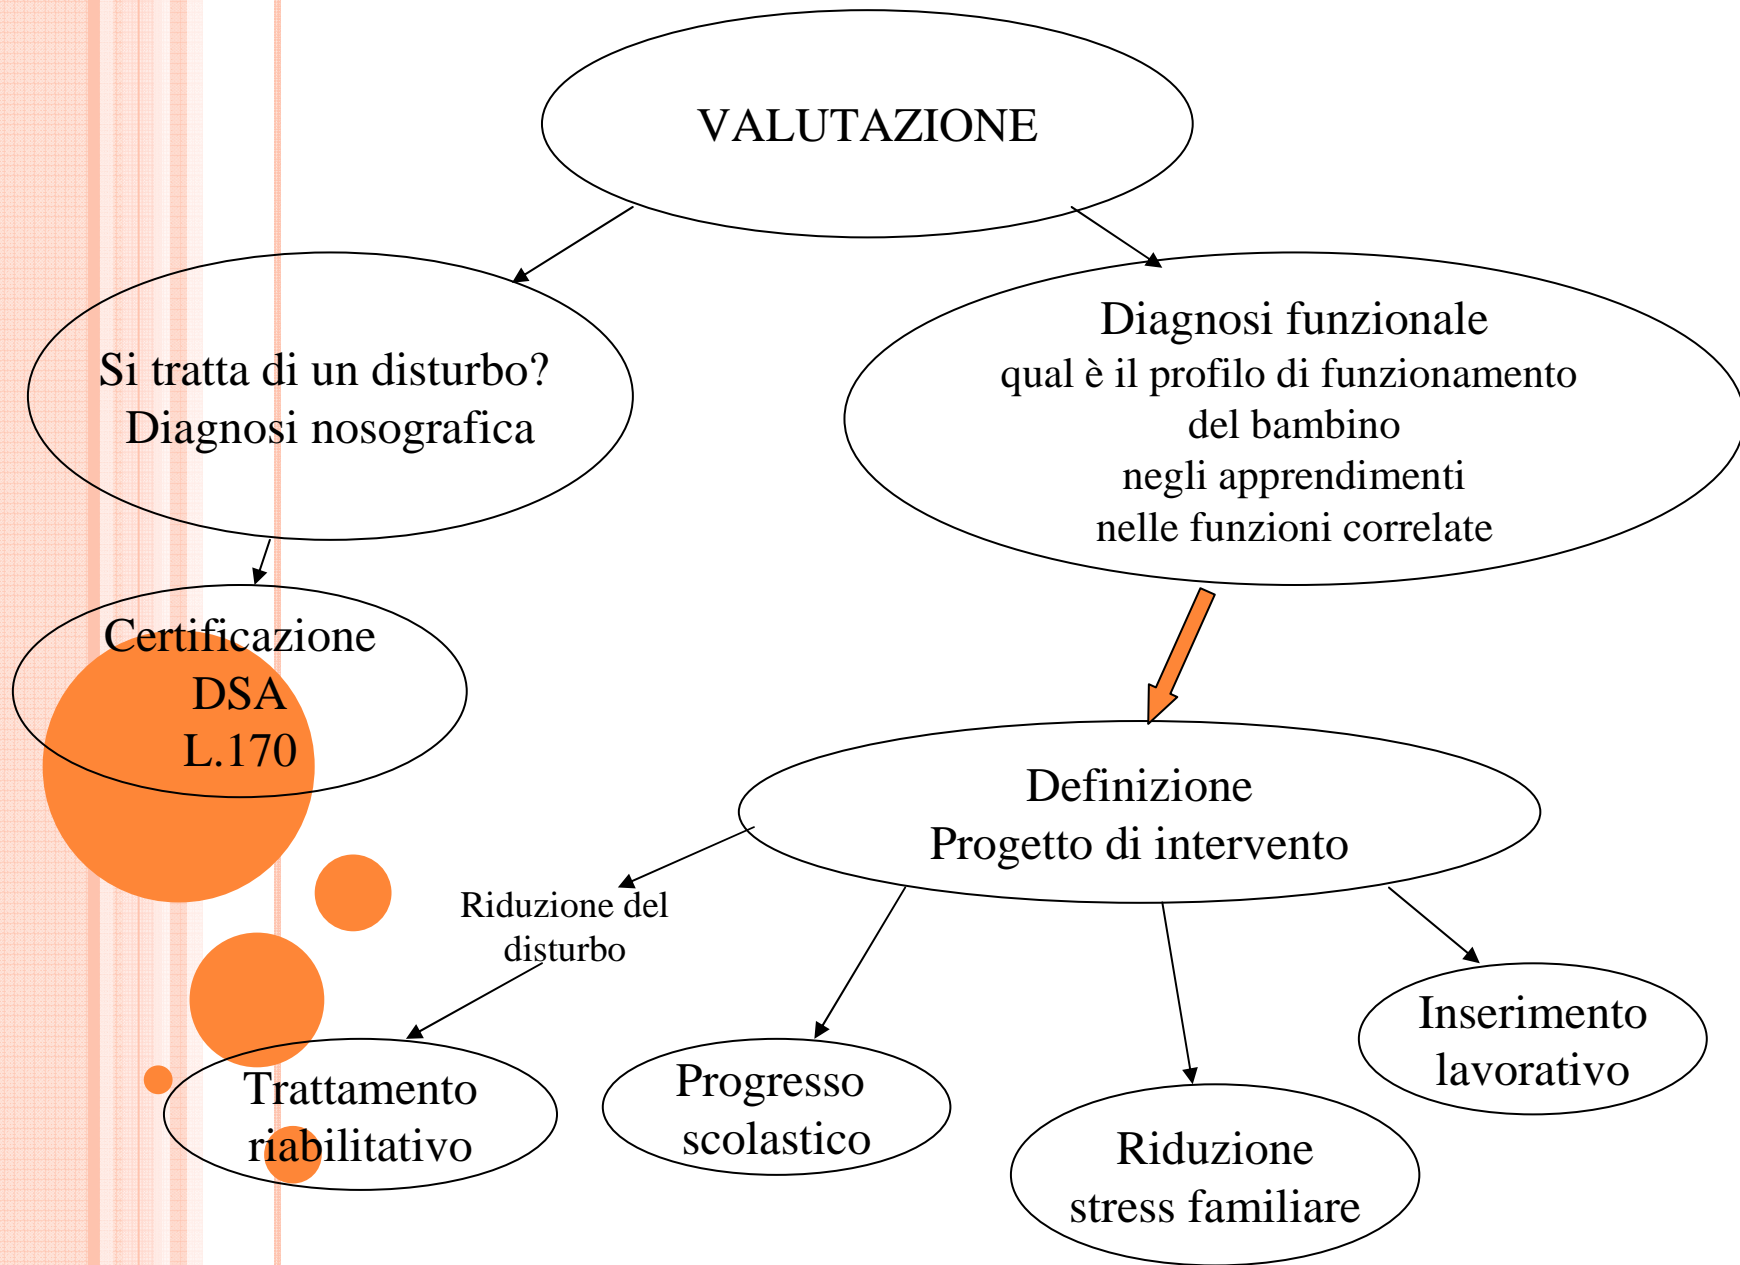 VALUTAZIONE
Si tratta di un disturbo?
Diagnosi nosografica
Diagnosi funzionale
qual è il profilo di funzionamento
del bambino
negli apprendimenti
nelle funzioni correlate
Certificazione
DSA
L.170
Definizione
Progetto di intervento
Riduzione del
disturbo
Trattamento
riabilitativo
Progresso
scolastico
Riduzione
stress familiare
Inserimento
lavorativo